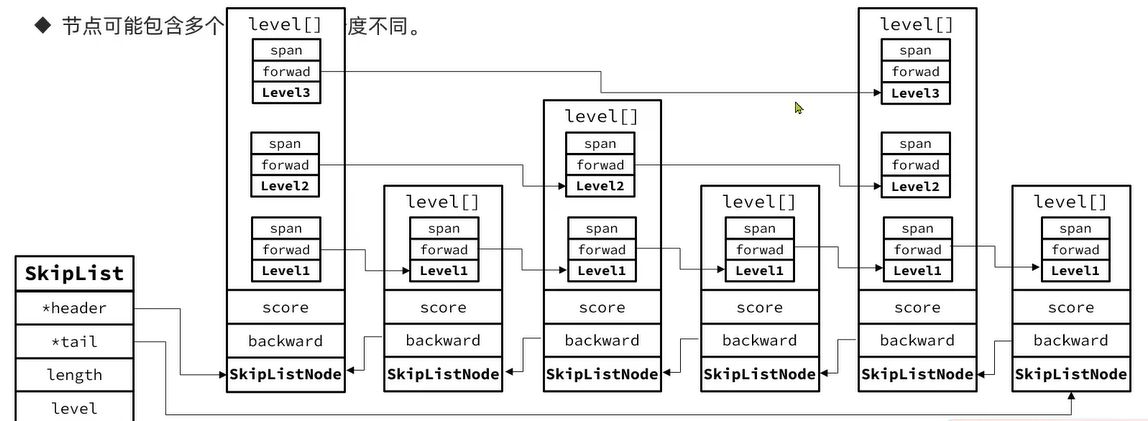 ◆ 节点可能包含多个
度不同。
level[]
span
forwad
Level3
span
forwad
Level2
span
forwad
Level1
score
backward
SkipListNode
level[]
span
forwad
Level1
score
backward
SkipListNode
level[]
span
forwad
Level2
span
forwad
Level1
score
backward
SkipListNode
level[]
span
forwad
Level1
score
backward
SkipListNode
level[]
span
forwad
Level3
span
forwad
Level2
span
forwad
Level1
score
backward
SkipListNode
level[]
span
forwad
Level1
score
backward
SkipListNode
SkipList
*header
*tail
length
level